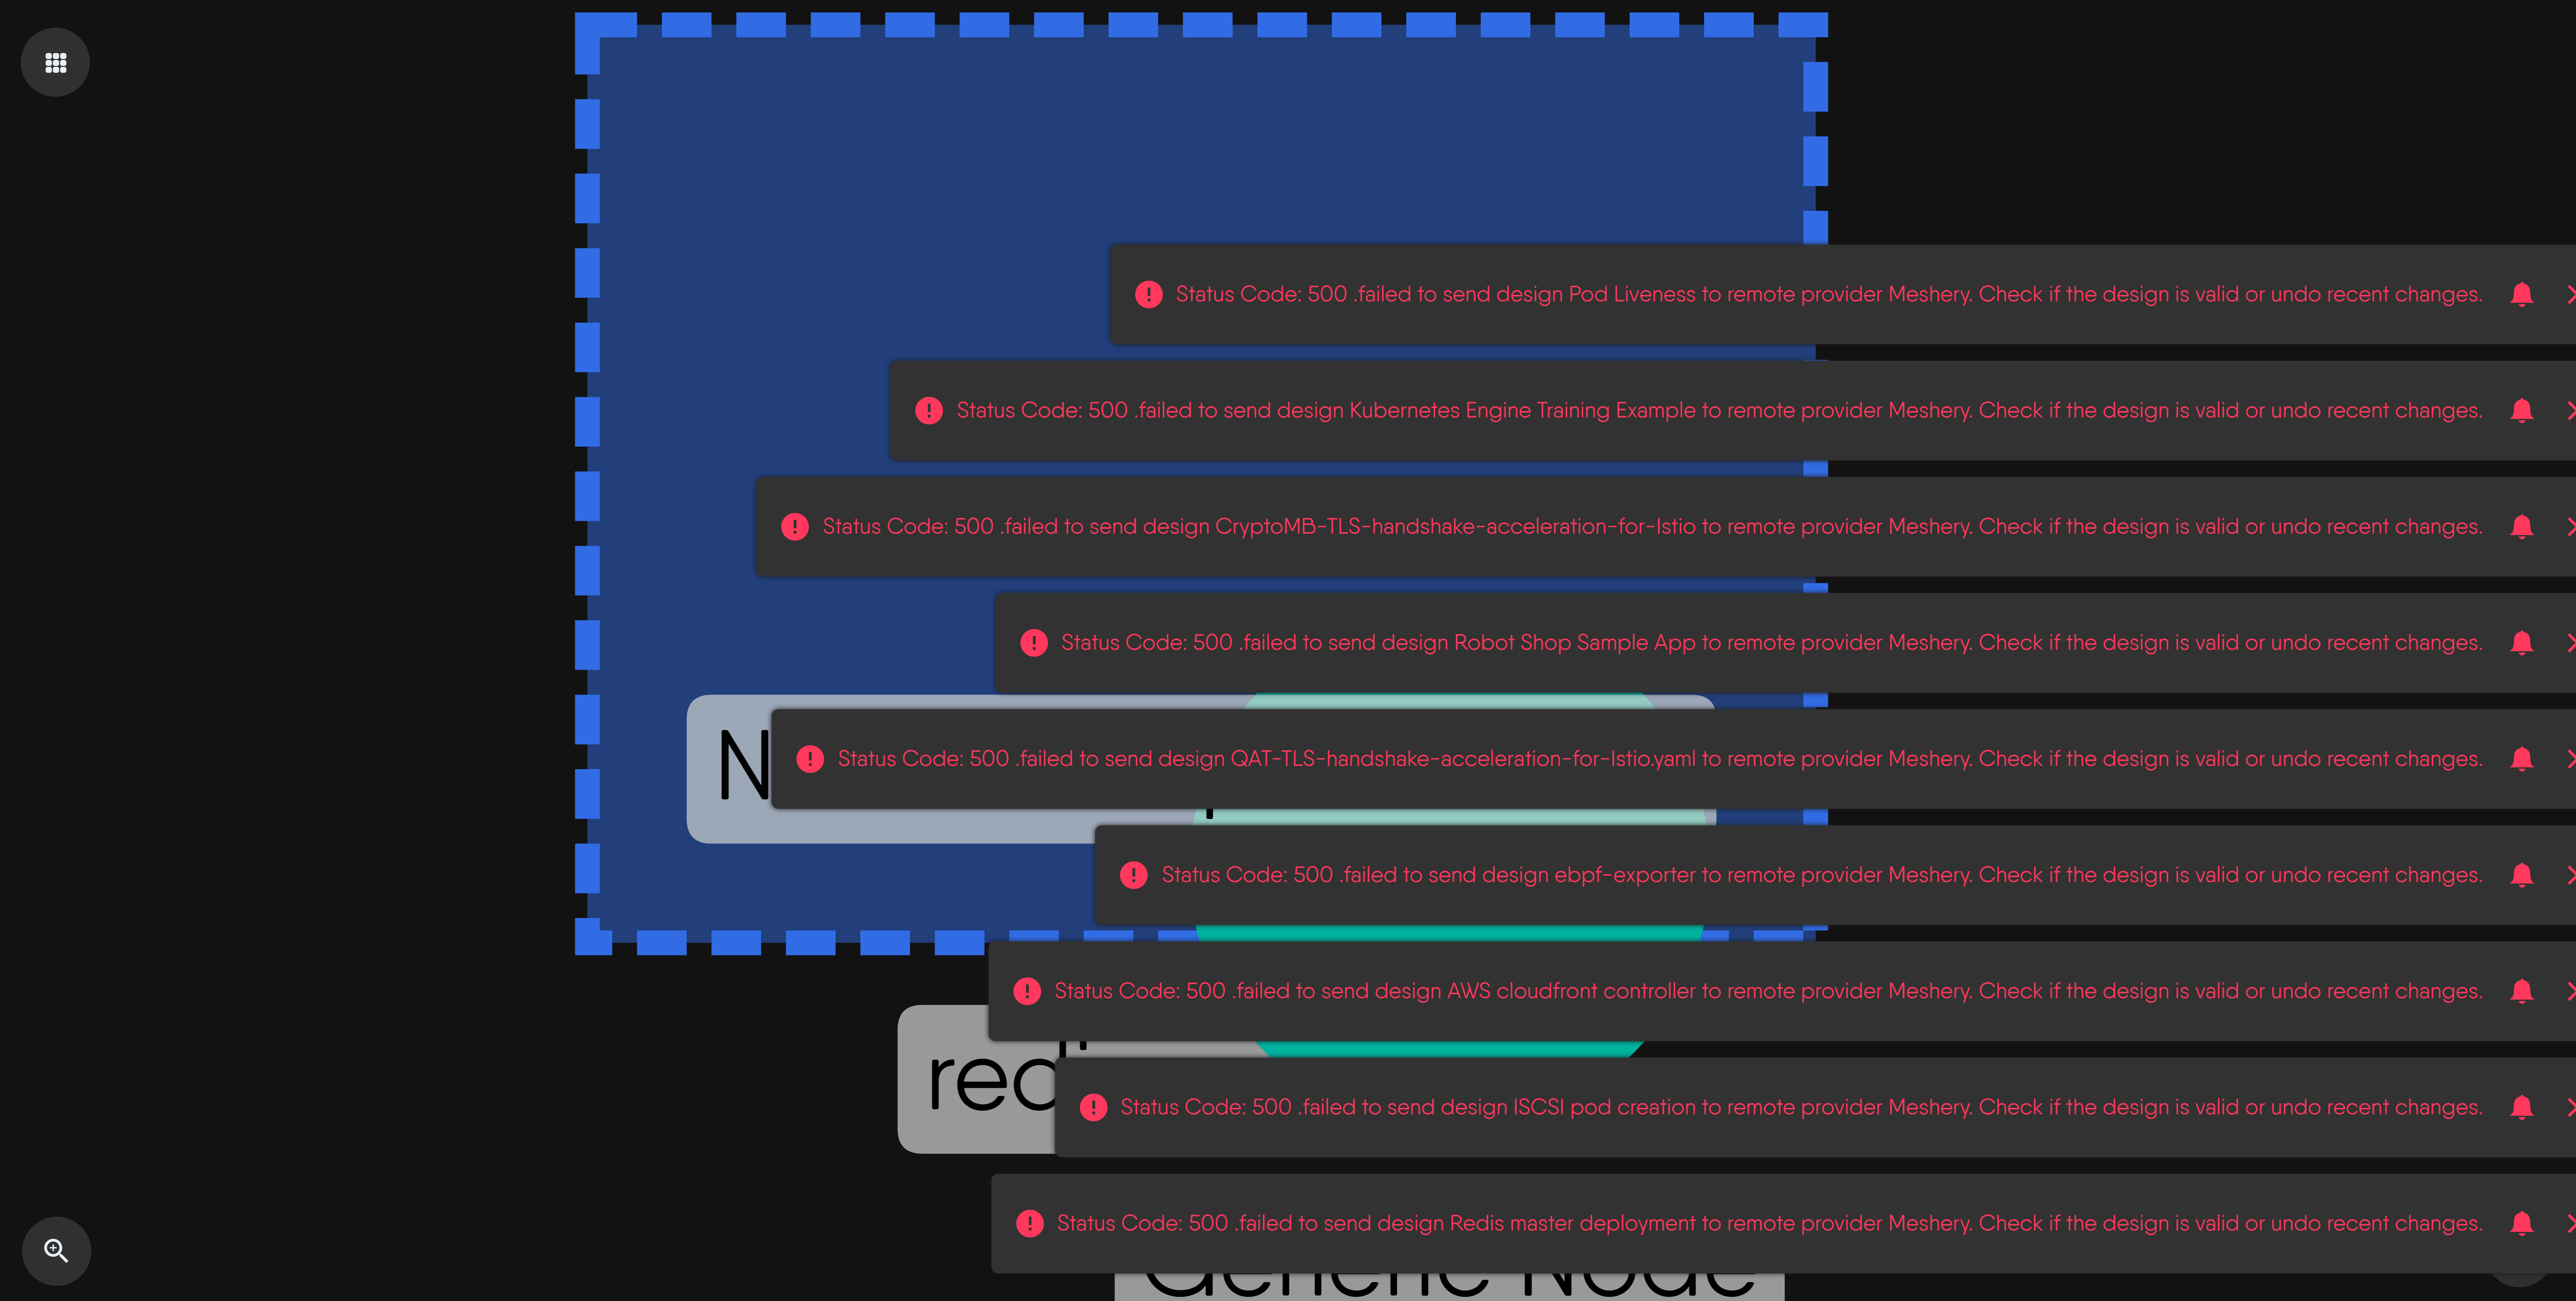 Status Code: 500 .failed to send design Pod Liveness to remote provider Meshery. Check if the design is valid or undo recent changes.
Status Code: 500 .failed to send design Kubernetes Engine Training Example to remote provider Meshery. Check if the design is valid or undo recent changes.
Status Code: 500 .failed to send design CryptoMB-TLS-handshake-acceleration-for-Istio to remote provider Meshery. Check if the design is valid or undo recent changes.
Status Code: 500 .failed to send design Robot Shop Sample App to remote provider Meshery. Check if the design is valid or undo recent changes.
Status Code: 500 .failed to send design QAT-TLS-handshake-acceleration-for-Istio.yaml to remote provider Meshery. Check if the design is valid or undo recent changes.
Status Code: 500 .failed to send design ebpf-exporter to remote provider Meshery. Check if the design is valid or undo recent changes.
Status Code: 500 .failed to send design AWS cloudfront controller to remote provider Meshery. Check if the design is valid or undo recent changes.
Status Code: 500 .failed to send design ISCSI pod creation to remote provider Meshery. Check if the design is valid or undo recent changes.
Status Code: 500 .failed to send design Redis master deployment to remote provider Meshery. Check if the design is valid or undo recent changes.
Generic Node